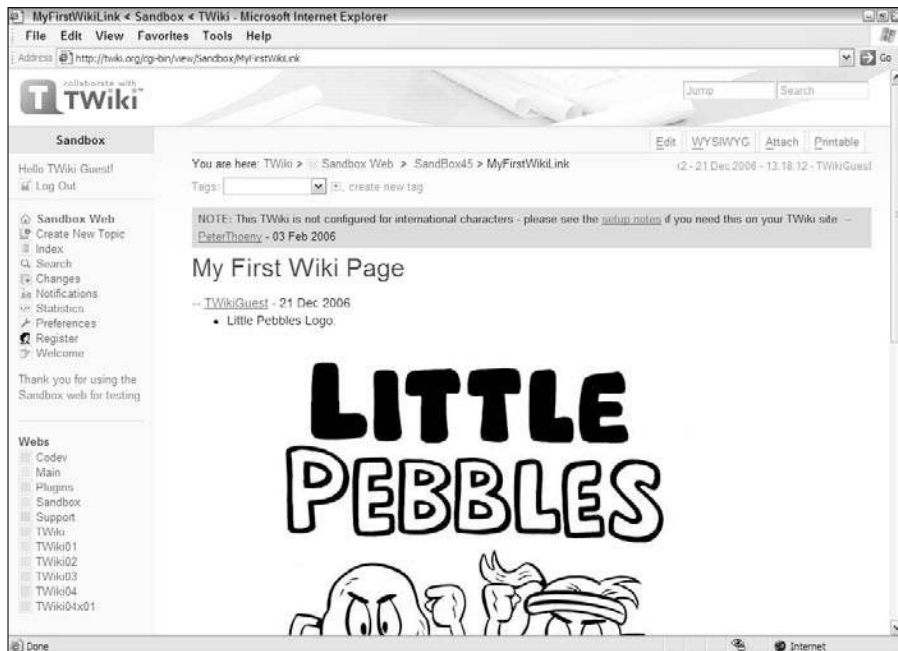 MyFirstWikiLink < Sandbox < TWiki - Microsoft Internet Explorer
File Edit View Favorites Tools Help
Address http://twiki.org/cgi-bin/view/Sandbox/MyFirstWikiLink Go
collaborate with
TWiki™
Jump Search
Sandbox
Edit WYSIWYG Attach Printable
Hello TWiki Guest!
Log Out
You are here: TWiki > Sandbox Web > SandBox45 > MyFirstWikiLink
r2 - 21 Dec 2006 - 13:18:12 - TWikiGuest
Tags: create new tag
Sandbox Web
Create New Topic
Index
Search
Changes
Notifications
Statistics
Preferences
Register
Welcome
NOTE: This TWiki is not configured for international characters - please see the setup notes if you need this on your TWiki site --
PeterThoeny - 03 Feb 2006
My First Wiki Page
-- TWikiGuest - 21 Dec 2006
• Little Pebbles Logo:
Thank you for using the
Sandbox web for testing
LITTLE
PEBBLES
Webs
Codev
Main
Plugins
Sandbox
Support
TWiki
TWiki01
TWiki02
TWiki03
TWiki04
TWiki04x01
Done Internet